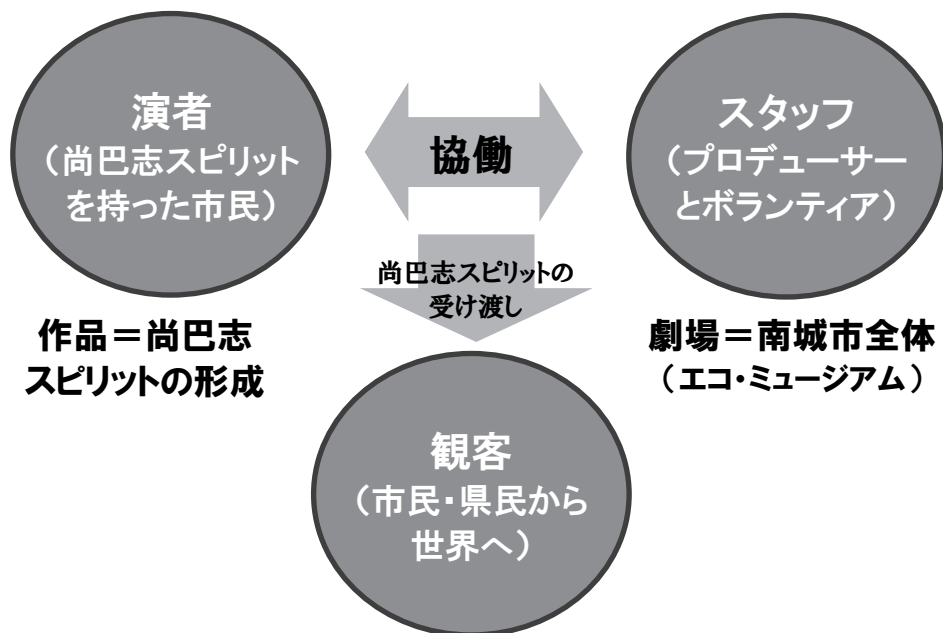 演者
（尚巴志スピリット
を持った市民）
協働
スタッフ
（プロデューサー
とボランティア）
尚巴志スピリットの
受け渡し
作品＝尚巴志
スピリットの形成
劇場＝南城市全体
（エコ・ミュージアム）
観客
（市民・県民から
世界へ）